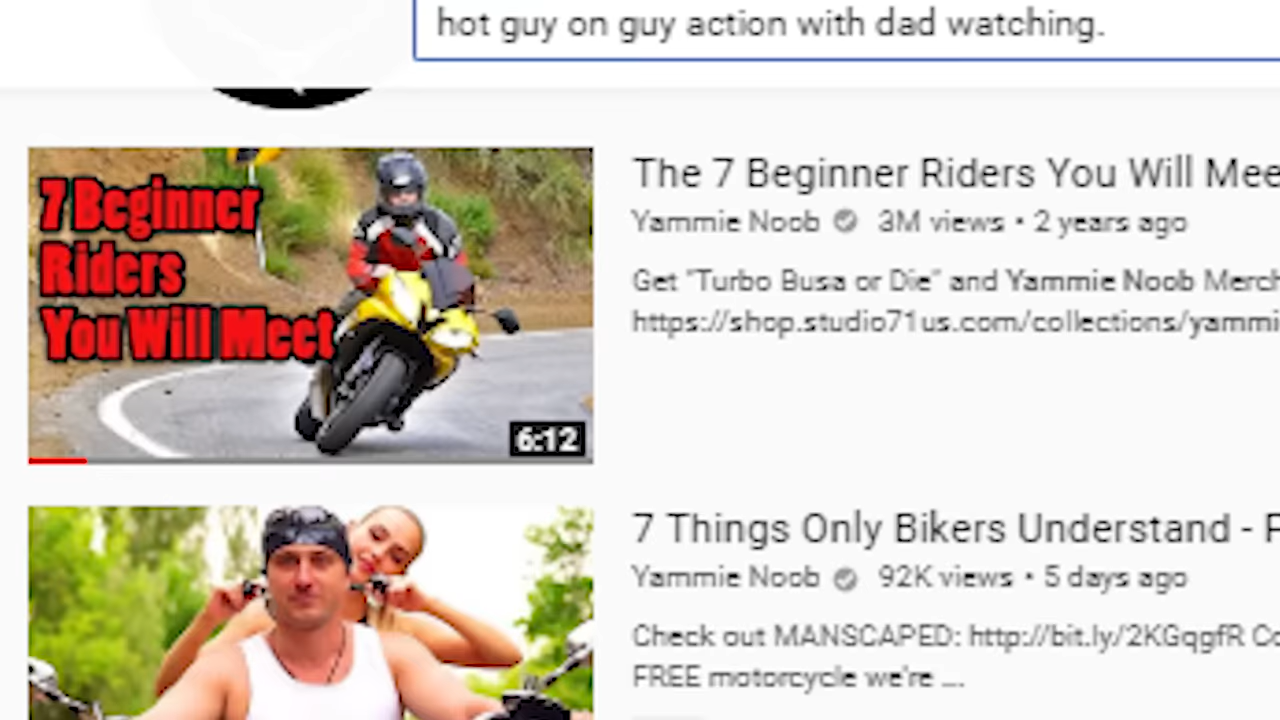 hot guy on guy action with dad watching.
7 Beginner
Riders
You Will Meet
6:12
The 7 Beginner Riders You Will Mee
Yammie Noob 3M views • 2 years ago
Get "Turbo Busa or Die" and Yammie Noob Merch
https://shop.studio71us.com/collections/yammi
7 Things Only Bikers Understand - F
Yammie Noob 92K views • 5 days ago
Check out MANSCAPED: http://bit.ly/2KGqgfR Co
FREE motorcycle we're ...